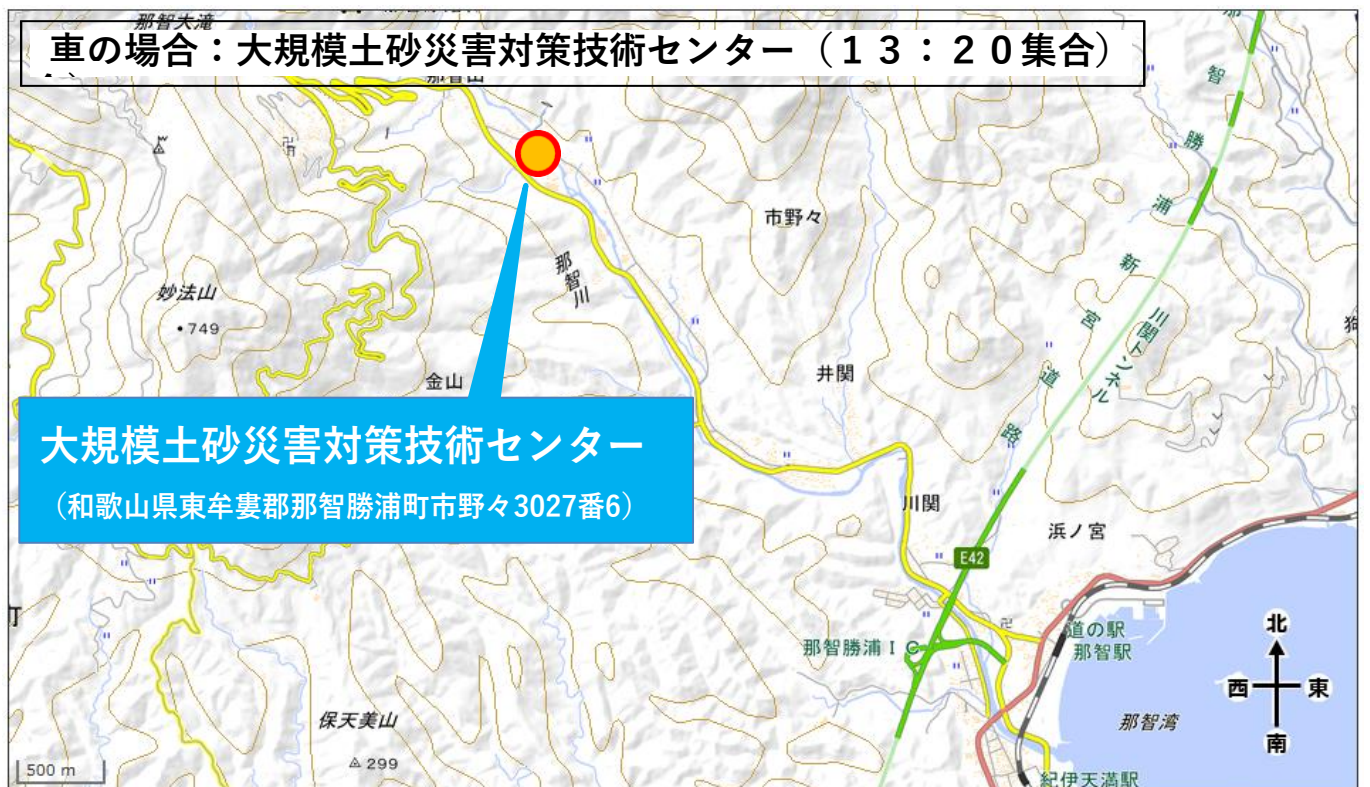 那智大滝
車の場合：大規模土砂災害対策技術センター（１３：２０集合）
那智山
那智勝浦新宮道路
市野々
那智川
妙法山
・749
川関トンネル
井関
金山
大規模土砂災害対策技術センター
（和歌山県東牟婁郡那智勝浦町市野々3027番6）
川関
浜ノ宮
E42
町
道の駅
那智駅
那智勝浦ＩＣ
北
西
東
南
那智湾
保天美山
299
500 m
紀伊天満駅